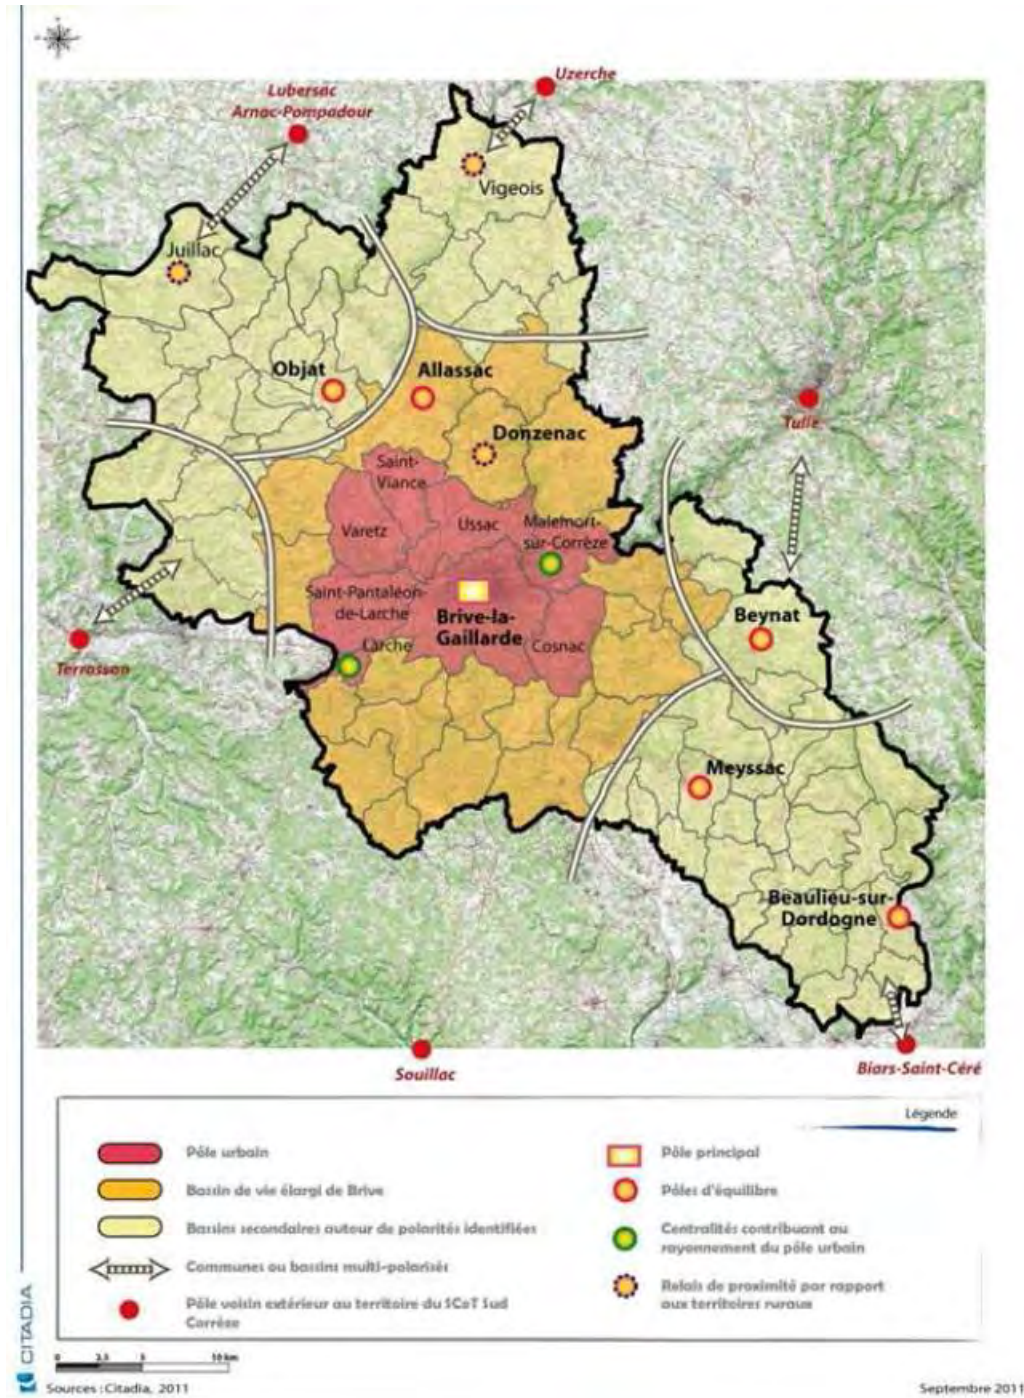 Uzerche
Lubersac
Arnac-Pompadour
Vigeois
Juillac
Objat
Allassac
Tulle
Donzenac
Saint-
Viance
Varetz
Ussac
Malemort-
sur-Corrèze
Saint-Pantaléon-
de-Larche
Brive-la-
Gaillarde
Beynat
Larche
Cosnac
Terrasson
Meyssac
Beaulieu-sur-
Dordogne
Souillac
Biars-Saint-Céré
Légende
Pôle urbain
Bassin de vie élargi de Brive
Bassins secondaires autour de polarités identifiées
Communes ou bassins multi-polarisés
Pôle voisin extérieur au territoire du SCoT Sud
Corrèze
Pôle principal
Pôles d'équilibre
Centralités contribuant au
rayonnement du pôle urbain
Relais de proximité par rapport
aux territoires ruraux
0 2,5 5 10 km
CITADIA
Sources : Citadia, 2011
Septembre 2011